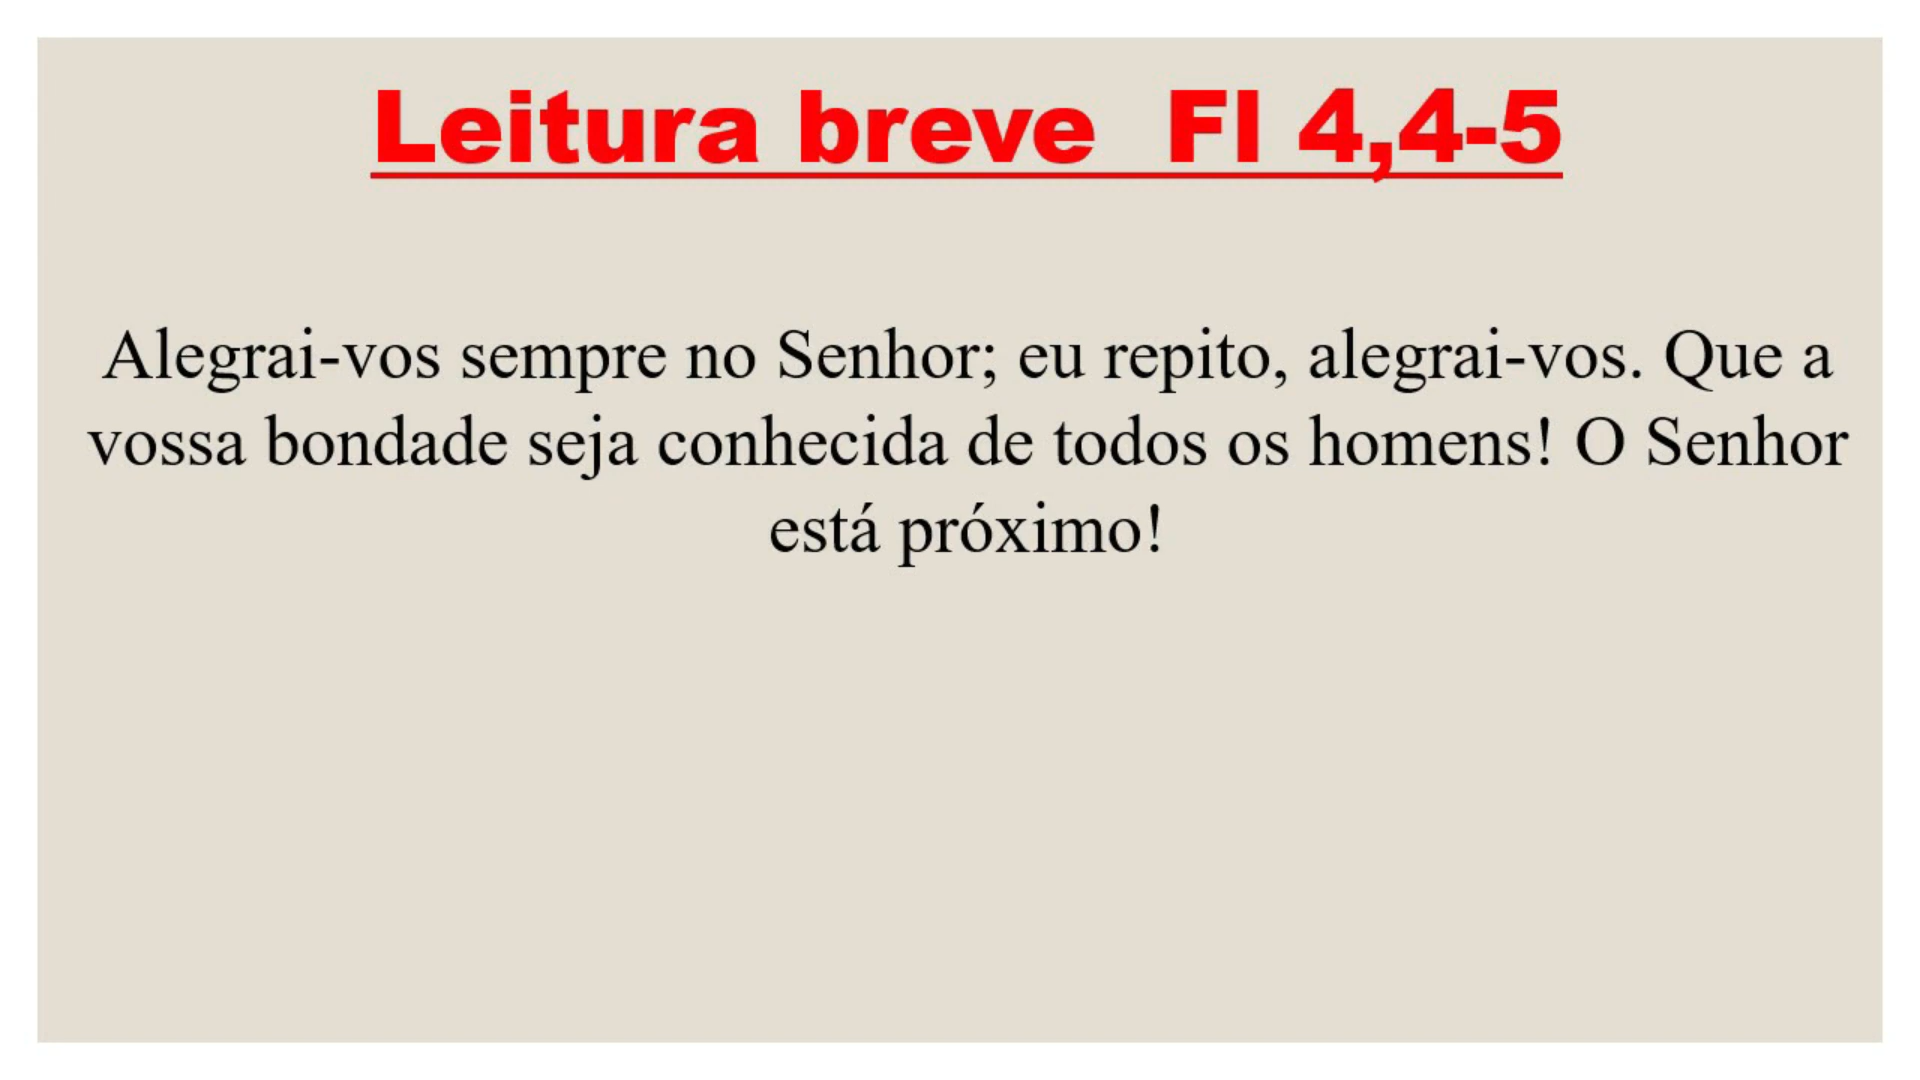 Leitura breve  Fl 4,4-5
Alegrai-vos sempre no Senhor; eu repito, alegrai-vos. Que a
vossa bondade seja conhecida de todos os homens! O Senhor
está próximo!